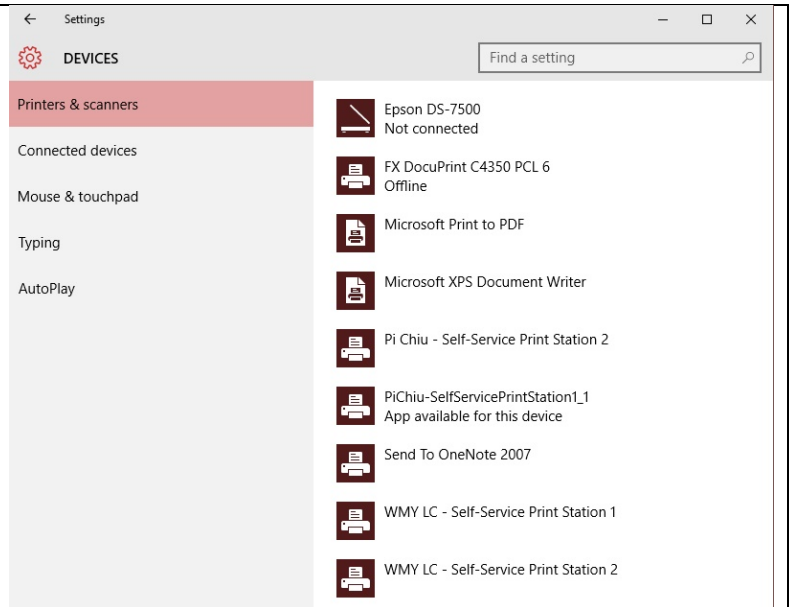 Settings
DEVICES
Find a setting
Printers & scanners
Connected devices
Mouse & touchpad
Typing
AutoPlay
Epson DS-7500
Not connected
FX DocuPrint C4350 PCL 6
Offline
Microsoft Print to PDF
Microsoft XPS Document Writer
Pi Chiu - Self-Service Print Station 2
PiChiu-SelfServicePrintStation1_1
App available for this device
Send To OneNote 2007
WMY LC - Self-Service Print Station 1
WMY LC - Self-Service Print Station 2